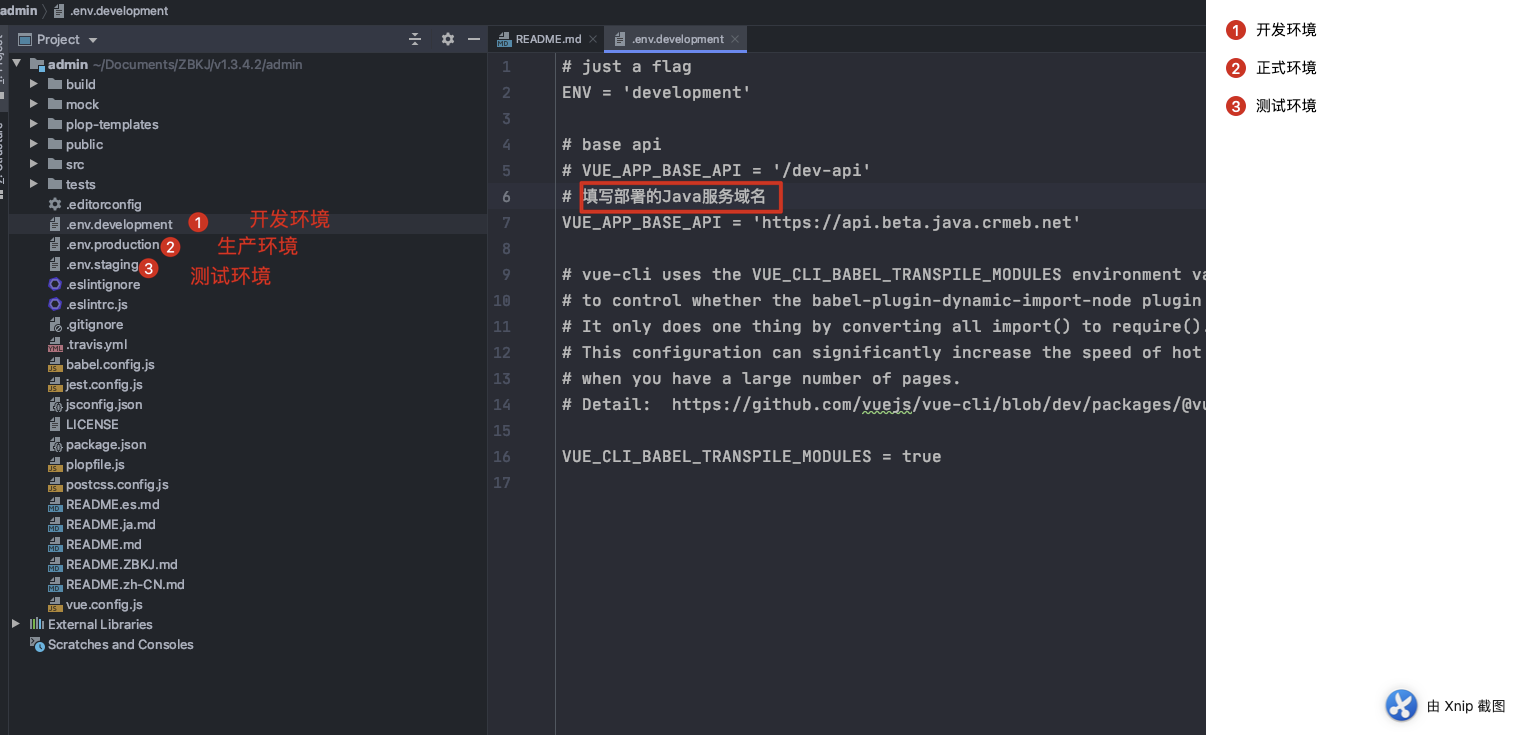 admin
.env.development
Project
README.md
.env.development
admin ~/Documents/ZBKJ/v1.3.4.2/admin
build
mock
plop-templates
public
src
tests
.editorconfig
.env.development 1 开发环境
.env.production 2 生产环境
.env.staging 3 测试环境
.eslintignore
.eslintrc.js
.gitignore
.travis.yml
babel.config.js
jest.config.js
jsconfig.json
LICENSE
package.json
plopfile.js
postcss.config.js
README.es.md
README.ja.md
README.md
README.ZBKJ.md
README.zh-CN.md
vue.config.js
External Libraries
Scratches and Consoles
1 # just a flag
2 ENV = 'development'
3
4 # base api
5 # VUE_APP_BASE_API = '/dev-api'
6 # 填写部署的Java服务域名
7 VUE_APP_BASE_API = 'https://api.beta.java.crmeb.net'
8
9 # vue-cli uses the VUE_CLI_BABEL_TRANSPILE_MODULES environment va
10 # to control whether the babel-plugin-dynamic-import-node plugin
11 # It only does one thing by converting all import() to require().
12 # This configuration can significantly increase the speed of hot
13 # when you have a large number of pages.
14 # Detail: https://github.com/vuejs/vue-cli/blob/dev/packages/@vu
15
16 VUE_CLI_BABEL_TRANSPILE_MODULES = true
17
1 开发环境
2 正式环境
3 测试环境
由 Xnip 截图